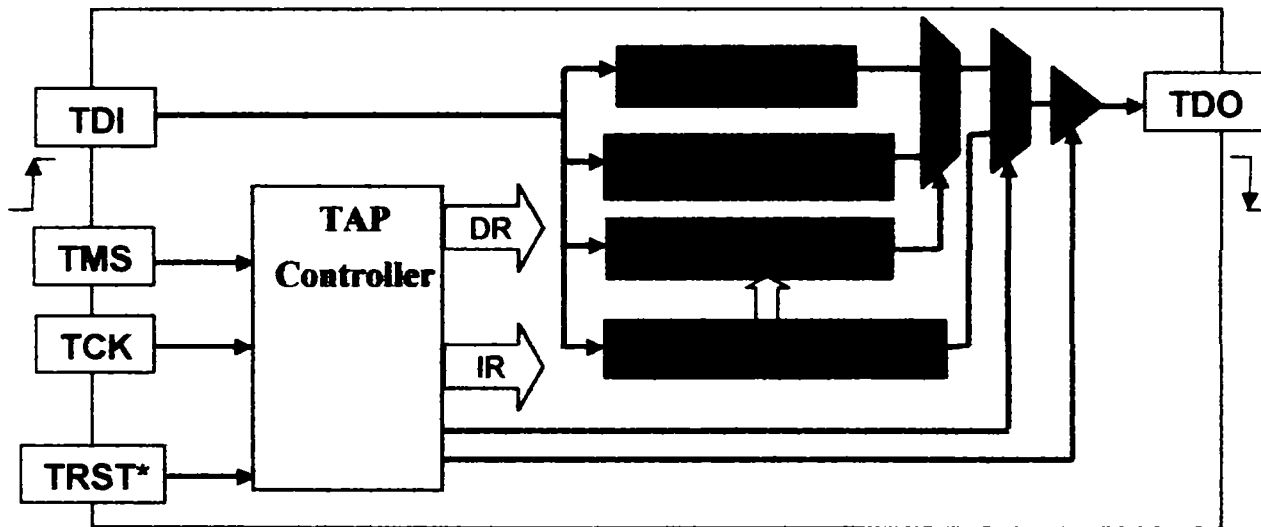 TDI
TDO
TMS
TAP
Controller
DR
TCK
IR
TRST*